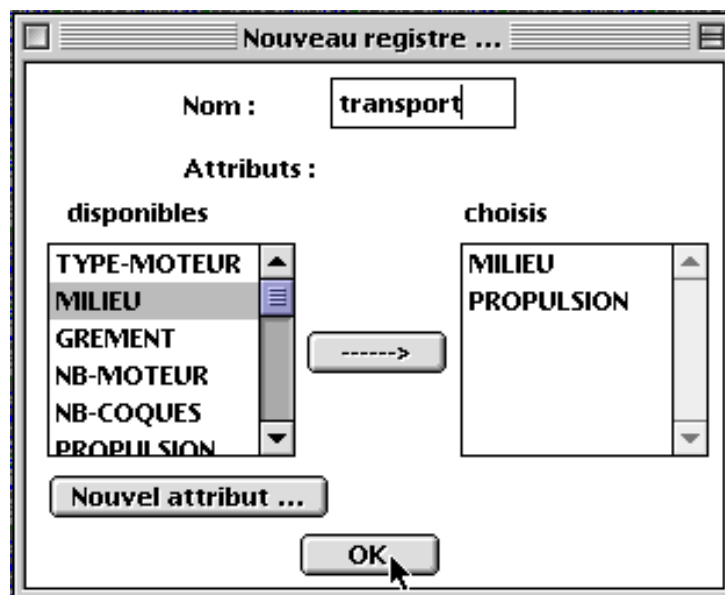 Nouveau registre ...
Nom : transport
Attributs :
disponibles choisis
TYPE-MOTEUR
MILIEU
GREMENT
NB-MOTEUR
NB-COQUES
PROPULSION
------>
MILIEU
PROPULSION
Nouvel attribut ...
OK